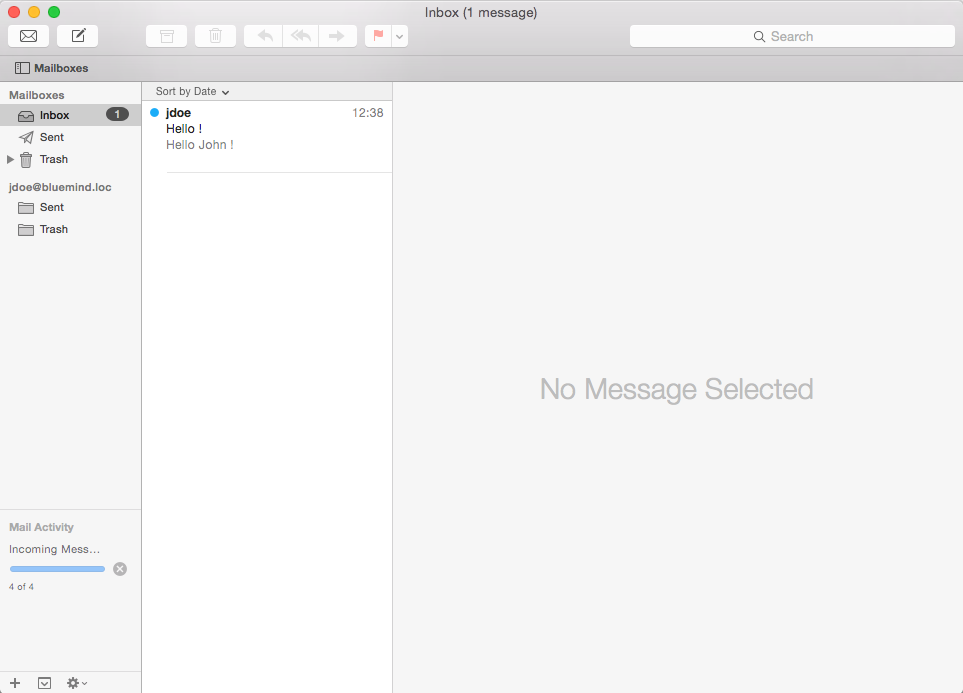 Inbox (1 message)
Search
Mailboxes
Mailboxes
Inbox 1
Sent
Trash
jdoe@bluemind.loc
Sent
Trash
Mail Activity
Incoming Mess...
4 of 4
Sort by Date
jdoe 12:38
Hello !
Hello John !
No Message Selected